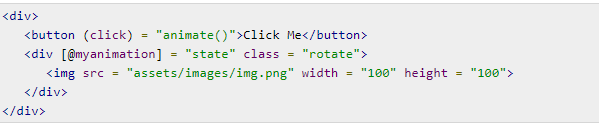 <div>
<button (click) = "animate()">Click Me</button>
<div [@myanimation] = "state" class = "rotate">
<img src = "assets/images/img.png" width = "100" height = "100">
</div>
</div>